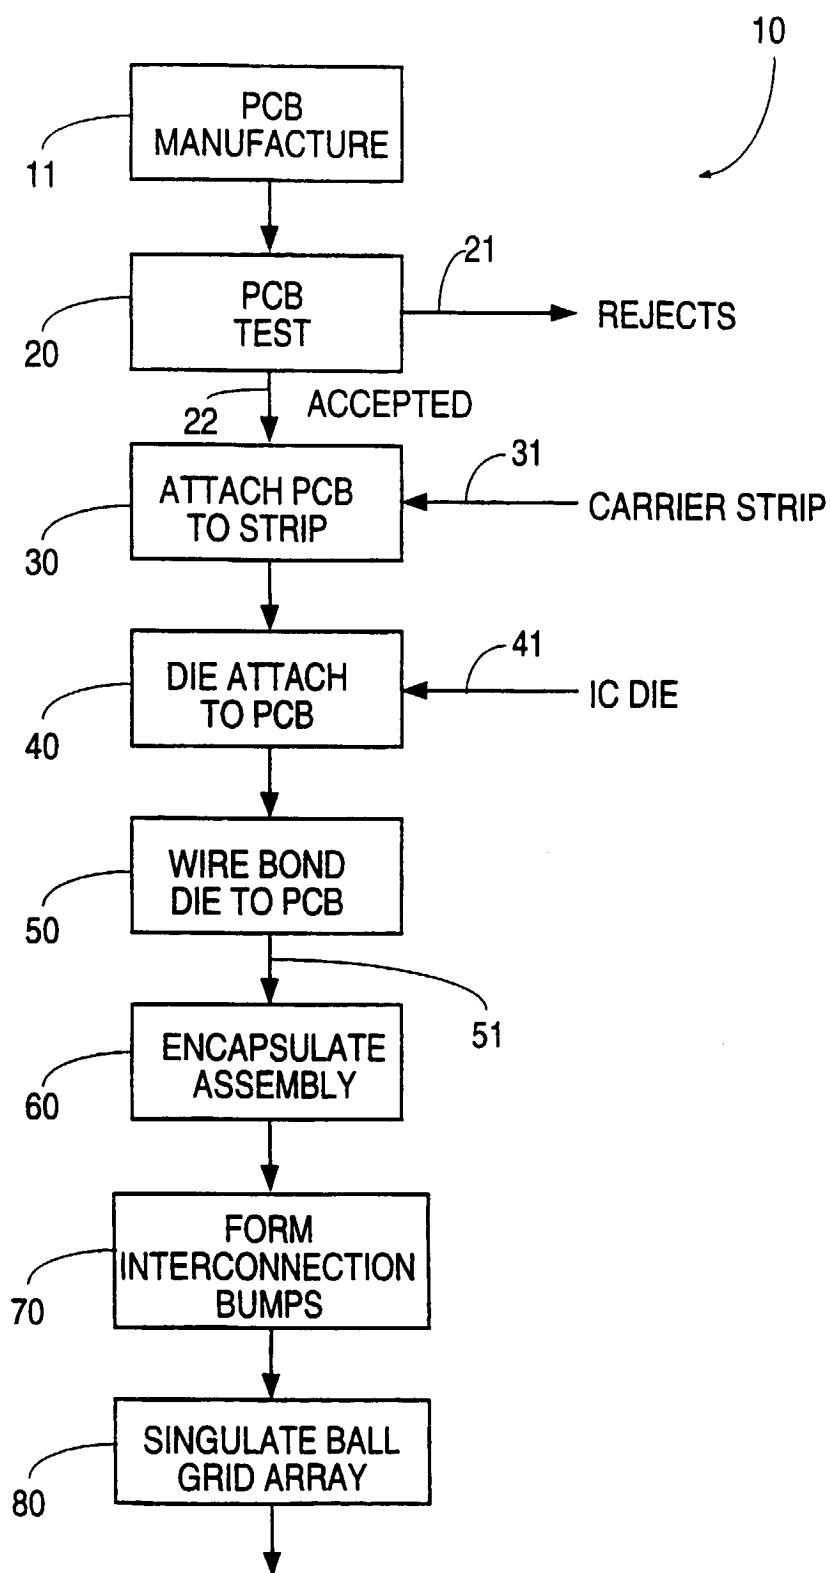 10
PCB
MANUFACTURE
11
21
PCB
TEST
REJECTS
20
22
ACCEPTED
31
ATTACH PCB
TO STRIP
CARRIER STRIP
30
41
DIE ATTACH
TO PCB
IC DIE
40
WIRE BOND
DIE TO PCB
50
51
ENCAPSULATE
ASSEMBLY
60
FORM
INTERCONNECTION
BUMPS
70
SINGULATE BALL
GRID ARRAY
80